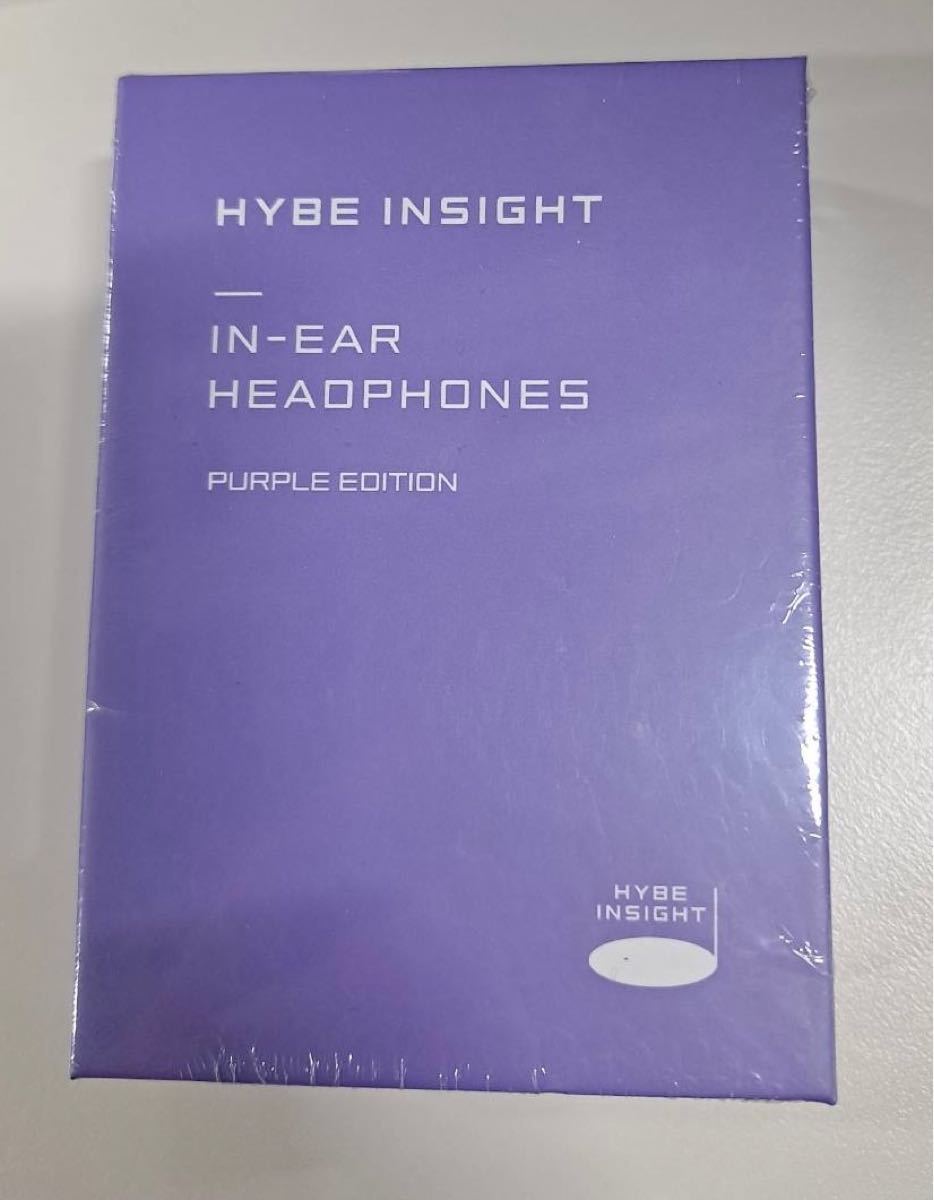 HYBE INSIGHT
IN-EAR
HEADPHONES
PURPLE EDITION
HYBE
INSIGHT